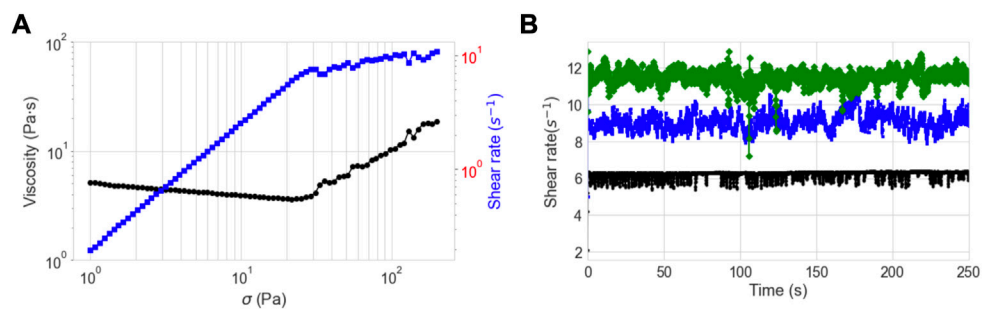 A
10²
10¹
10⁰
Viscosity (Pa·s)
10⁰
10¹
10²
σ (Pa)
10¹
10⁰
Shear rate (s⁻¹)
B
12
10
8
6
4
2
Shear rate(s⁻¹)
0
50
100
150
200
250
Time (s)